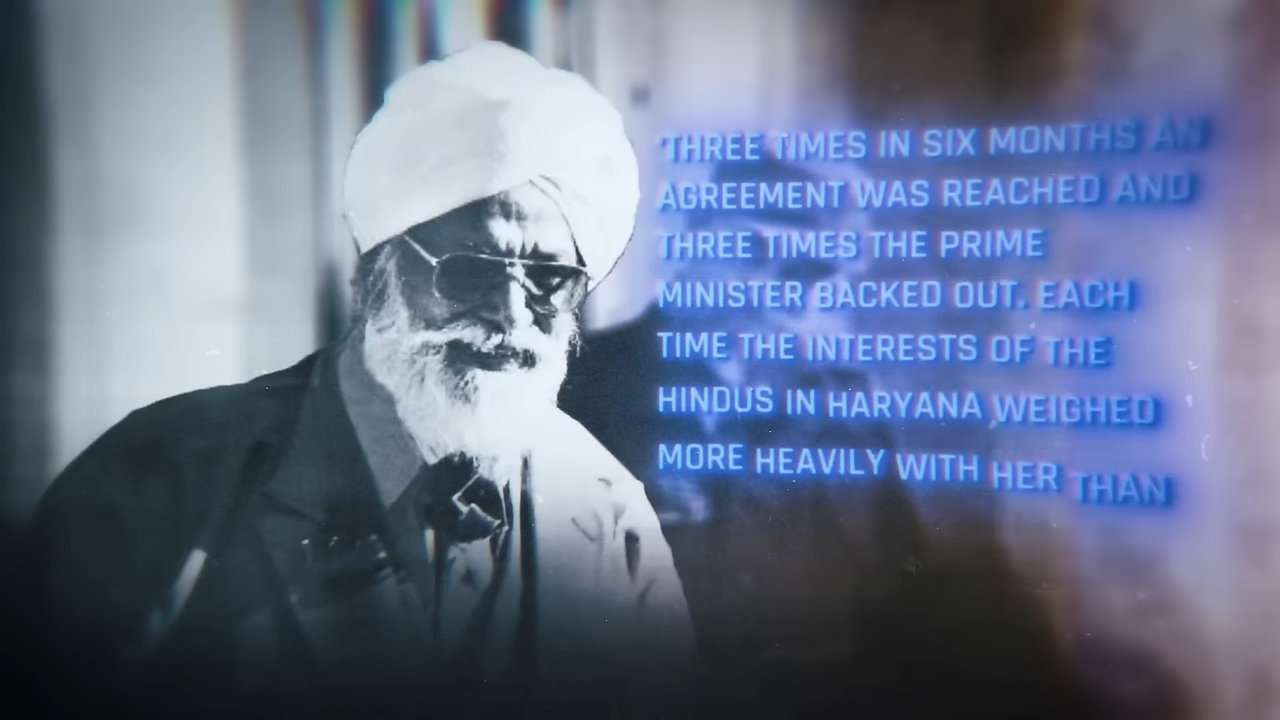 'THREE TIMES IN SIX MONTHS AN
AGREEMENT WAS REACHED AND
THREE TIMES THE PRIME
MINISTER BACKED OUT. EACH
TIME THE INTERESTS OF THE
HINDUS IN HARYANA WEIGHED
MORE HEAVILY WITH HER THAN